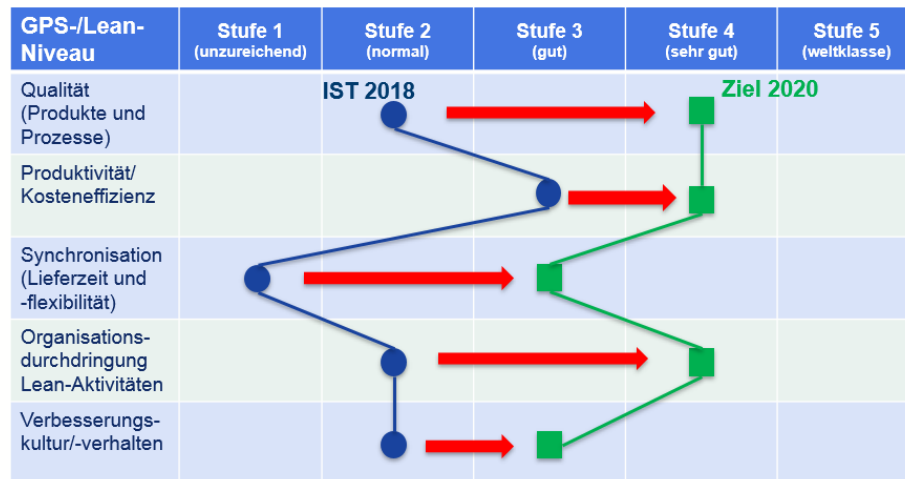 GPS-/Lean-
Niveau
Stufe 1
(unzureichend)
Stufe 2
(normal)
Stufe 3
(gut)
Stufe 4
(sehr gut)
Stufe 5
(weltklasse)
Qualität
(Produkte und
Prozesse)
IST 2018
Ziel 2020
Produktivität/
Kosteneffizienz
Synchronisation
(Lieferzeit und
-flexibilität)
Organisations-
durchdringung
Lean-Aktivitäten
Verbesserungs-
kultur/-verhalten